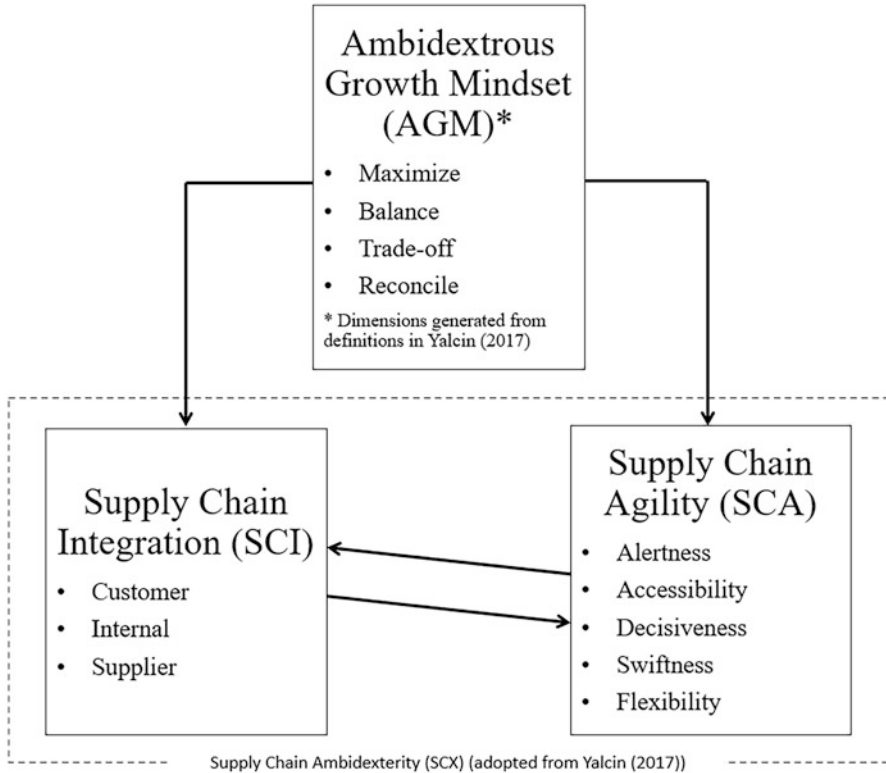 Ambidextrous
Growth Mindset
(AGM)*
• Maximize
• Balance
• Trade-off
• Reconcile
* Dimensions generated from
definitions in Yalcin (2017)
Supply Chain
Integration (SCI)
• Customer
• Internal
• Supplier
Supply Chain
Agility (SCA)
• Alertness
• Accessibility
• Decisiveness
• Swiftness
• Flexibility
Supply Chain Ambidexterity (SCX) (adopted from Yalcin (2017))